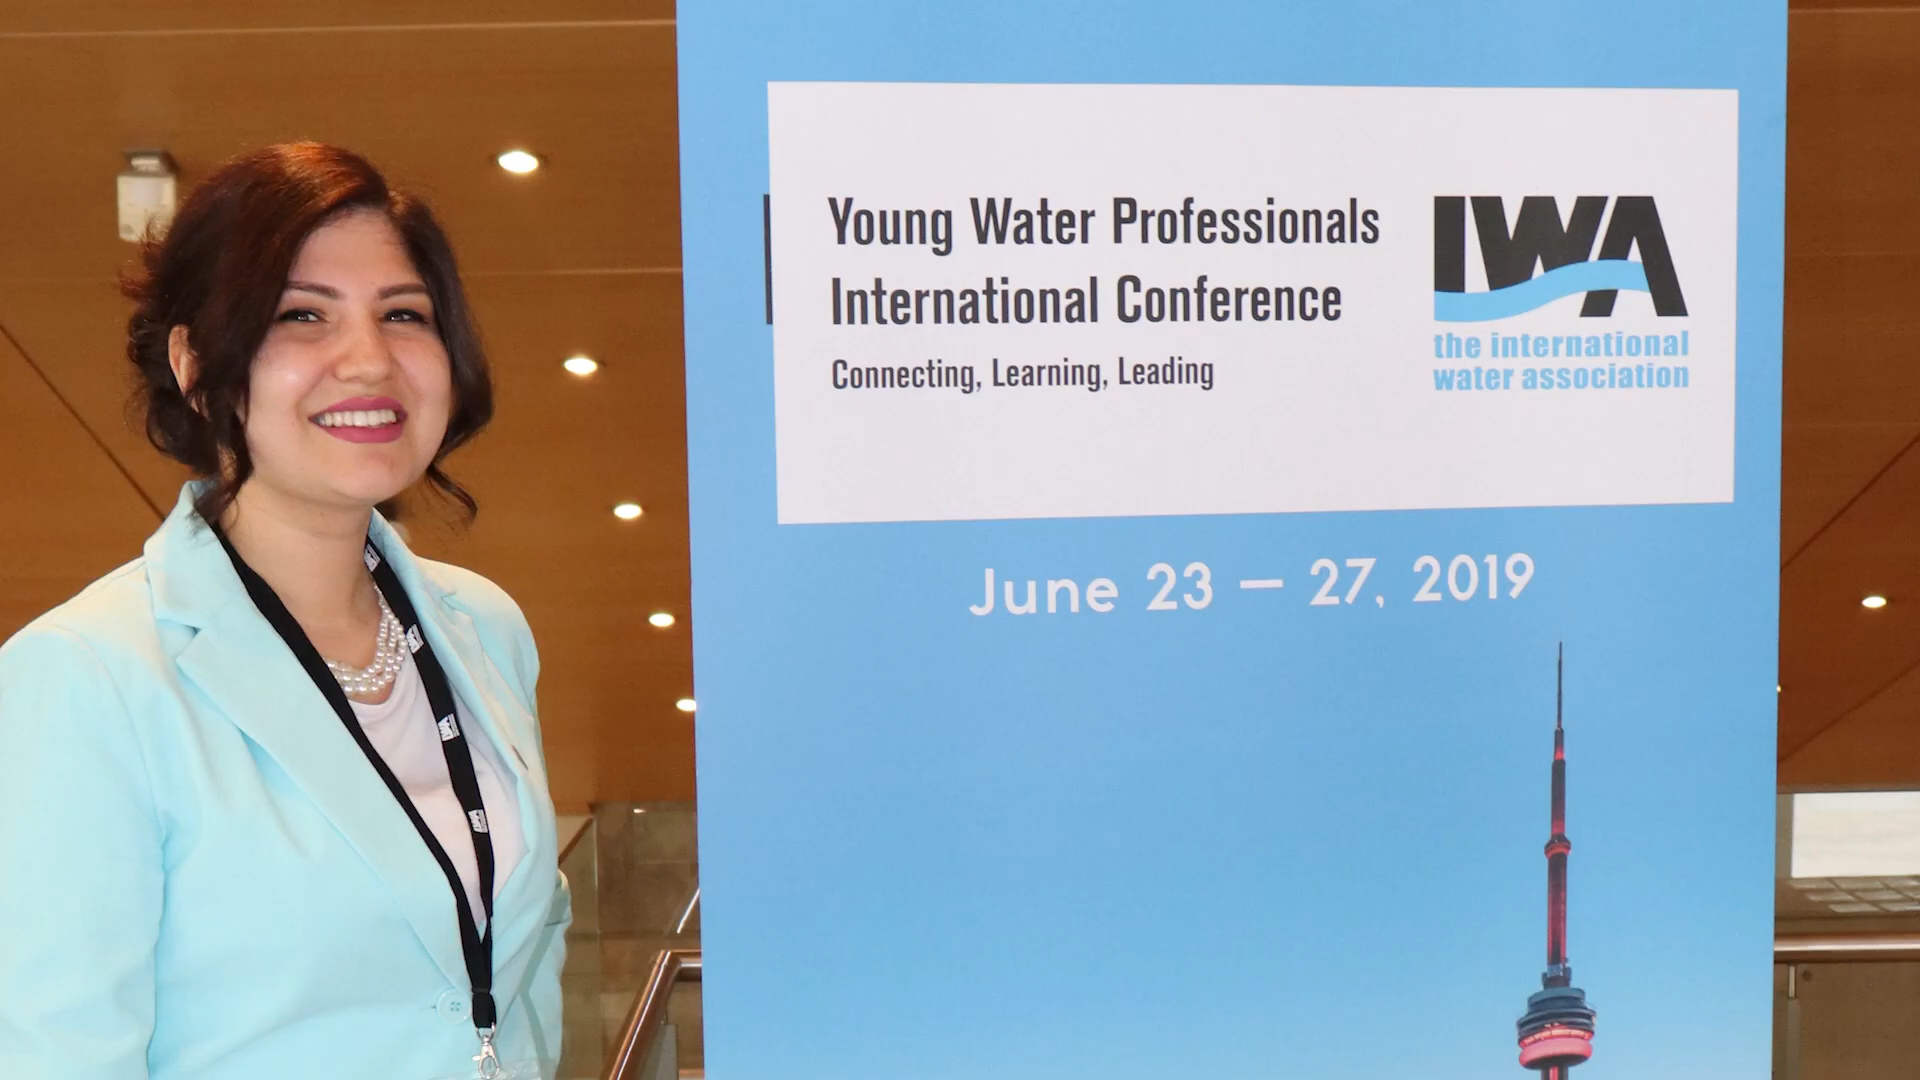 Young Water Professionals
International Conference
Connecting, Learning, Leading
IWA
the international
water association
June 23 – 27, 2019